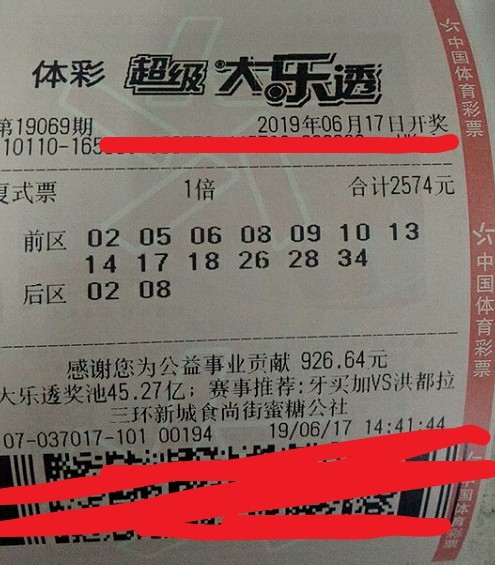 体彩 超级大乐透
第19069期 2019年06月17日开奖
110110-165
复式票 1倍 合计2574元
前区 02 05 06 08 09 10 13
14 17 18 26 28 34
后区 02 08
感谢您为公益事业贡献 926.64元
大乐透奖池45.27亿; 赛事推荐:牙买加VS洪都拉
三环新城食尚街蜜糖公社
07-037017-101 00194 19/06/17 14:41:44
中国体育彩票
中国体育彩票
中国体育彩票